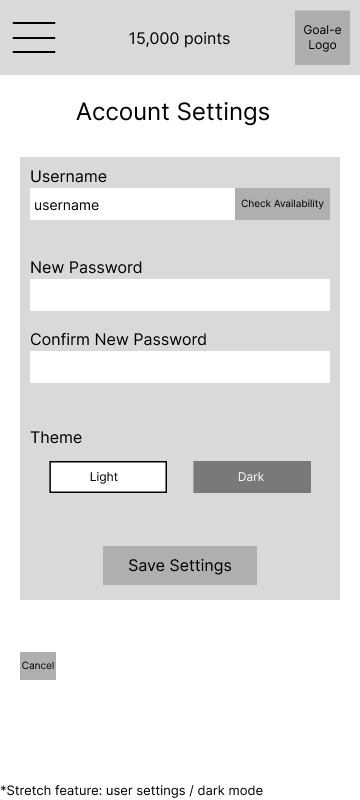 15,000 points
Goal-e
Logo
Account Settings
Username
username
Check Availability
New Password
Confirm New Password
Theme
Light
Dark
Save Settings
Cancel
*Stretch feature: user settings / dark mode